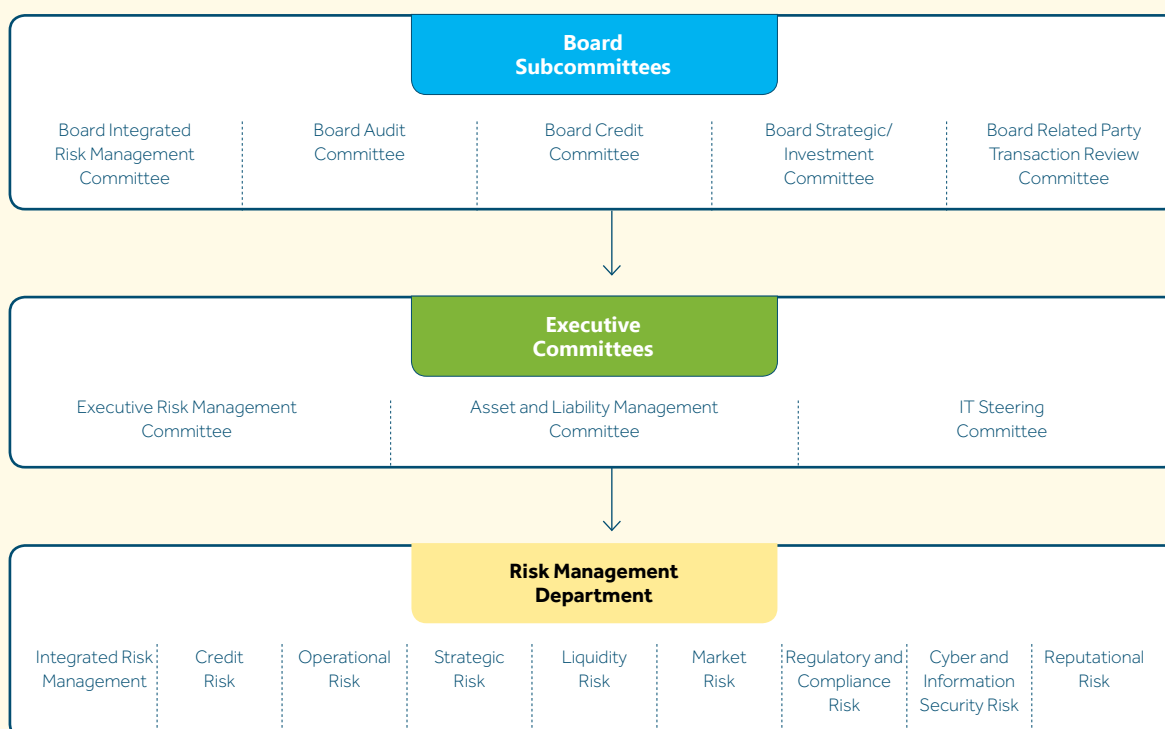 Board
Subcommittees
Board Integrated
Risk Management
Committee
Board Audit
Committee
Board Credit
Committee
Board Strategic/
Investment
Committee
Board Related Party
Transaction Review
Committee
Executive
Committees
Executive Risk Management
Committee
Asset and Liability Management
Committee
IT Steering
Committee
Risk Management
Department
Integrated Risk
Management
Credit
Risk
Operational
Risk
Strategic
Risk
Liquidity
Risk
Market
Risk
Regulatory and
Compliance
Risk
Cyber and
Information
Security Risk
Reputational
Risk